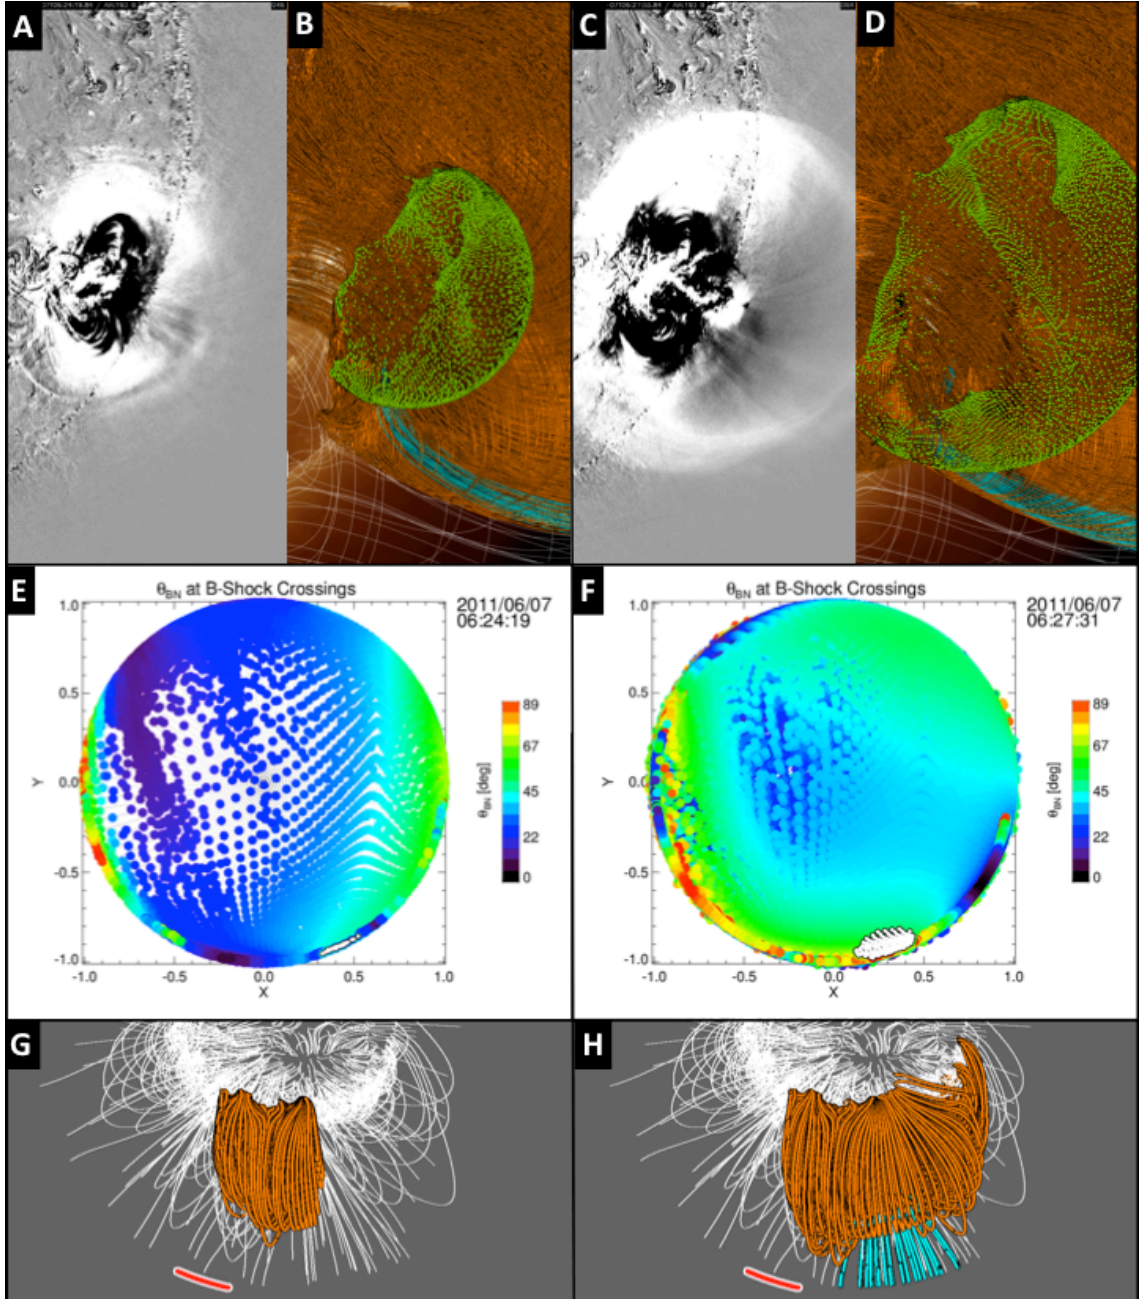 A
B
C
D
E
θBN at B-Shock Crossings
2011/06/07
06:24:19
1.0
0.5
0.0
-0.5
-1.0
Y
-1.0 -0.5 0.0 0.5 1.0
X
89
67
45
22
0
θBN [deg]
F
θBN at B-Shock Crossings
2011/06/07
06:27:31
1.0
0.5
0.0
-0.5
-1.0
Y
-1.0 -0.5 0.0 0.5 1.0
X
89
67
45
22
0
θBN [deg]
G
H